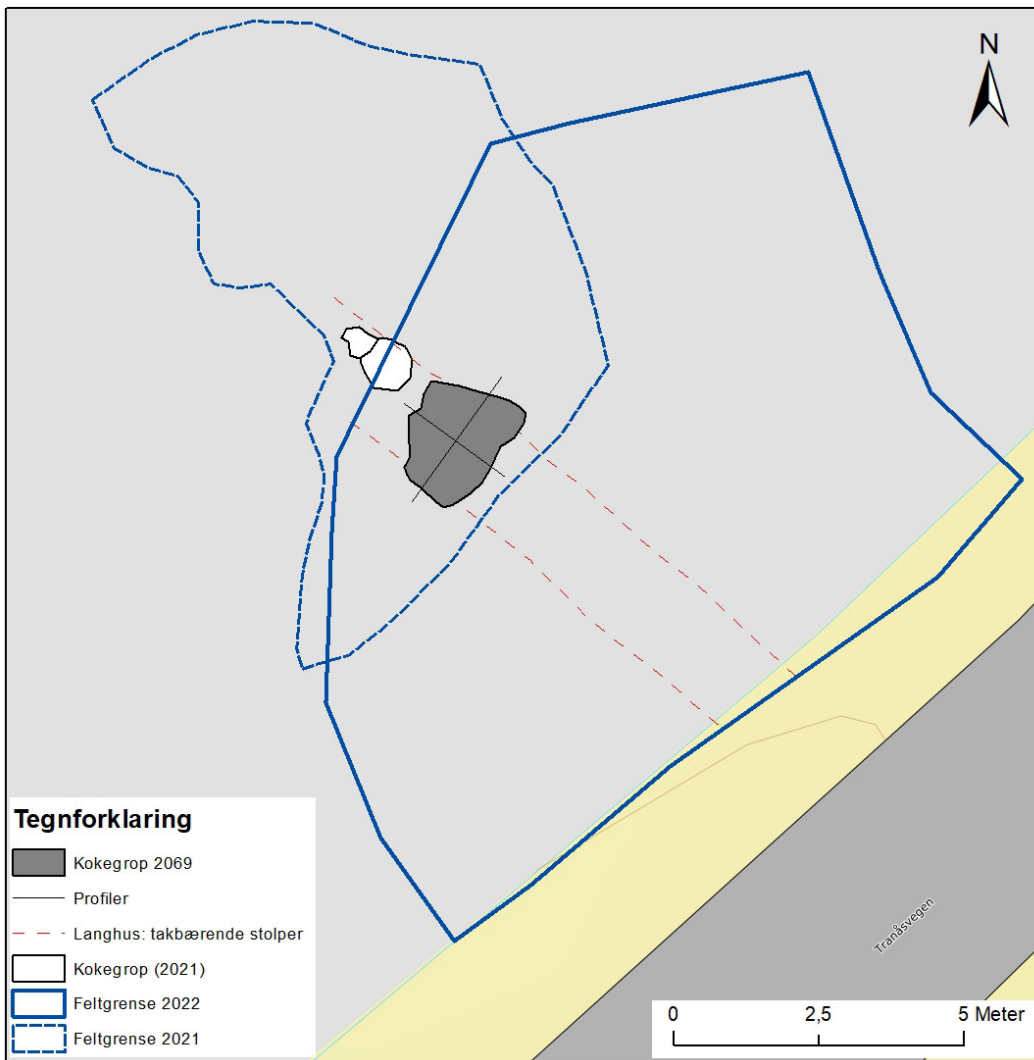 N
Tegnforklaring
Kokegrop 2069
Profiler
Langhus: takbærende stolper
Kokegrop (2021)
Feltgrense 2022
Feltgrense 2021
Tranåsvegen
0 2,5 5 Meter